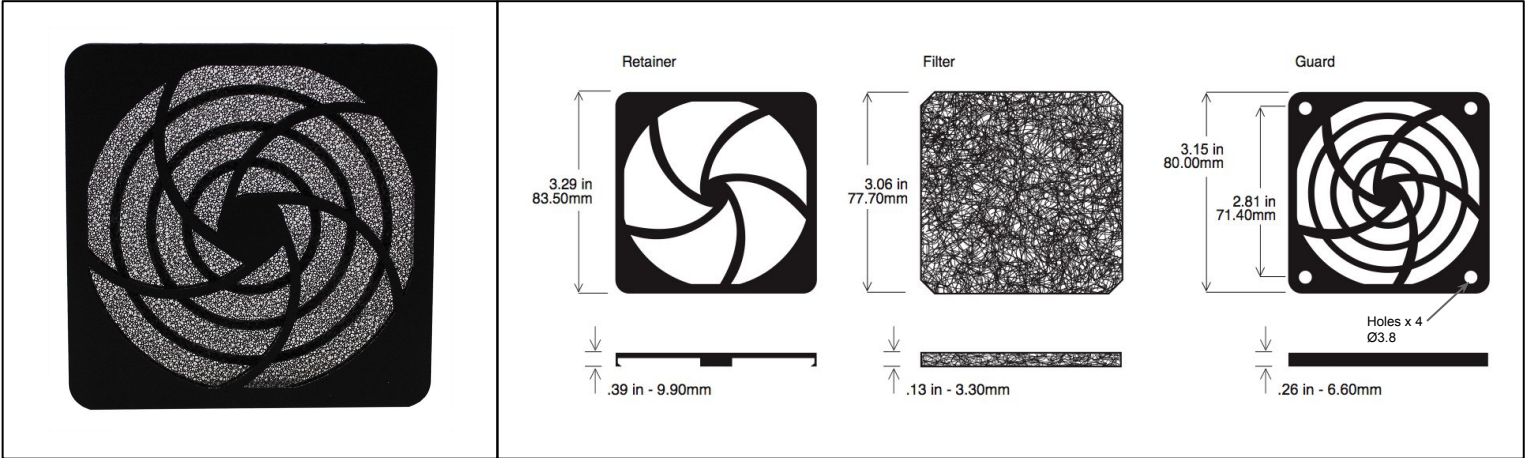 Retainer
3.29 in
83.50mm
.39 in - 9.90mm
Filter
3.06 in
77.70mm
.13 in - 3.30mm
Guard
3.15 in
80.00mm
2.81 in
71.40mm
Holes x 4
Ø3.8
.26 in - 6.60mm